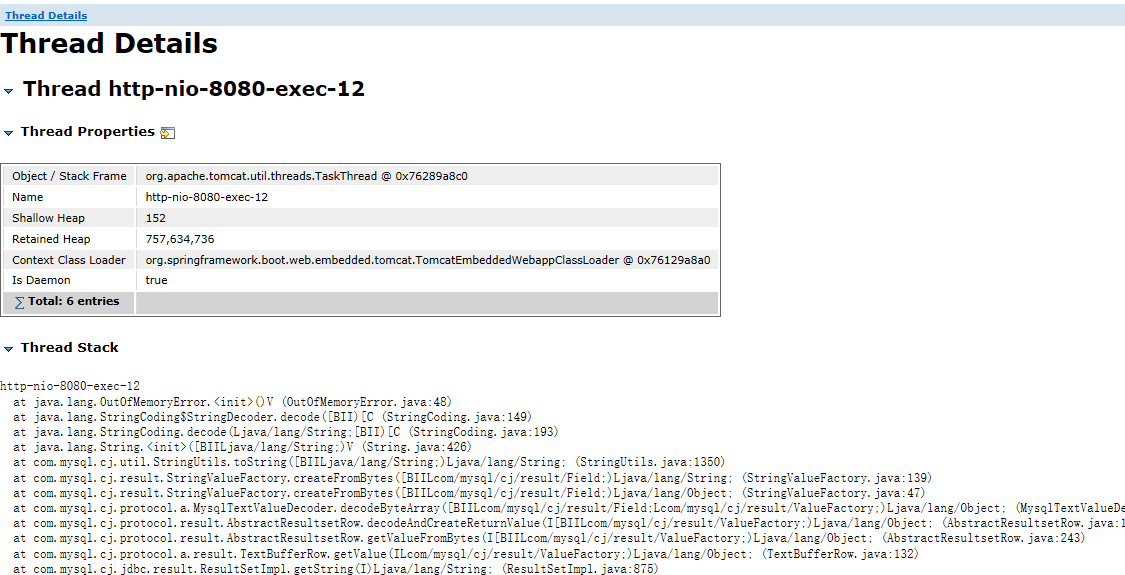 Thread Details
Thread Details
Thread http-nio-8080-exec-12
Thread Properties
Object / Stack Frame org.apache.tomcat.util.threads.TaskThread @ 0x76289a8c0
Name http-nio-8080-exec-12
Shallow Heap 152
Retained Heap 757,634,736
Context Class Loader org.springframework.boot.web.embedded.tomcat.TomcatEmbeddedWebappClassLoader @ 0x76129a8a0
Is Daemon true
∑ Total: 6 entries
Thread Stack
http-nio-8080-exec-12
at java.lang.OutOfMemoryError.<init>()V (OutOfMemoryError.java:48)
at java.lang.StringCoding$StringDecoder.decode([BII)[C (StringCoding.java:149)
at java.lang.StringCoding.decode(Ljava/lang/String;[BII)[C (StringCoding.java:193)
at java.lang.String.<init>([BIILjava/lang/String;)V (String.java:426)
at com.mysql.cj.util.StringUtils.toString([BIILjava/lang/String;)Ljava/lang/String; (StringUtils.java:1350)
at com.mysql.cj.result.StringValueFactory.createFromBytes([BIILcom/mysql/cj/result/Field;)Ljava/lang/String; (StringValueFactory.java:139)
at com.mysql.cj.result.StringValueFactory.createFromBytes([BIILcom/mysql/cj/result/Field;)Ljava/lang/Object; (StringValueFactory.java:47)
at com.mysql.cj.protocol.a.MysqlTextValueDecoder.decodeByteArray([BIILcom/mysql/cj/result/Field;Lcom/mysql/cj/result/ValueFactory;)Ljava/lang/Object; (MysqlTextValueDe
at com.mysql.cj.protocol.result.AbstractResultsetRow.decodeAndCreateReturnValue(I[BIILcom/mysql/cj/result/ValueFactory;)Ljava/lang/Object; (AbstractResultsetRow.java:1
at com.mysql.cj.protocol.result.AbstractResultsetRow.getValueFromBytes(I[BIILcom/mysql/cj/result/ValueFactory;)Ljava/lang/Object; (AbstractResultsetRow.java:243)
at com.mysql.cj.protocol.a.result.TextBufferRow.getValue(ILcom/mysql/cj/result/ValueFactory;)Ljava/lang/Object; (TextBufferRow.java:132)
at com.mysql.cj.jdbc.result.ResultSetImpl.getString(I)Ljava/lang/String; (ResultSetImpl.java:875)